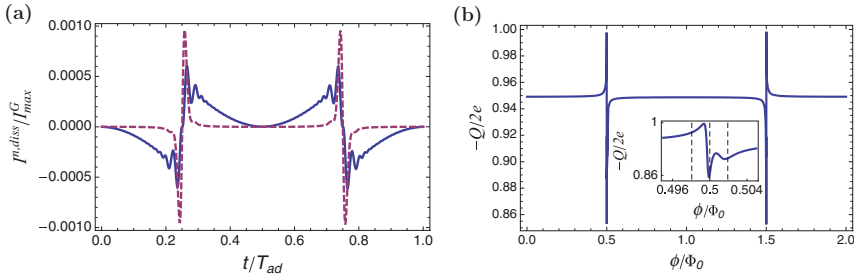 (a)
I^{n,diss}/I^G_{max}
0.0010
0.0005
0.0000
-0.0005
-0.0010
0.0 0.2 0.4 0.6 0.8 1.0
t/T_{ad}
(b)
-Q/2e
1.00
0.98
0.96
0.94
0.92
0.90
0.88
0.86
0.0 0.5 1.0 1.5 2.0
ϕ/Φ_0
-Q/2e
1
0.86
0.496 0.5 0.504
ϕ/Φ_0